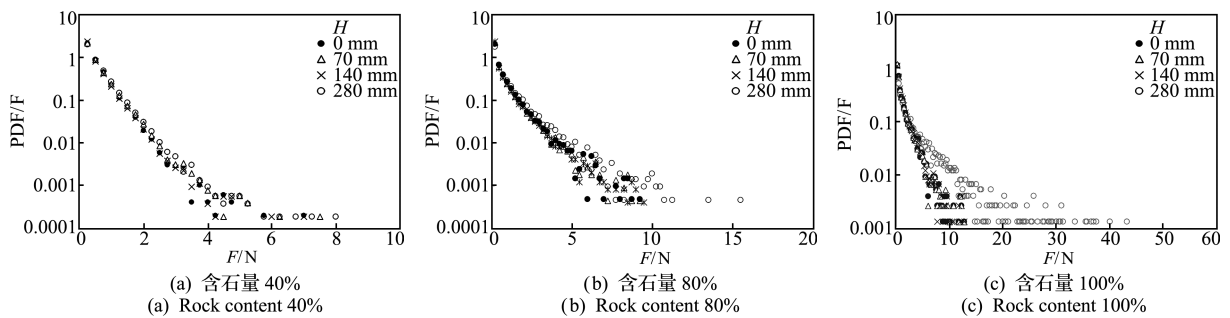 10
1
0.1
0.01
0.001
0.0001
PDF/F
0
2
4
6
8
10
F/N
H
0 mm
70 mm
140 mm
280 mm
(a) 含石量 40%
(a) Rock content 40%
10
1
0.1
0.01
0.001
0.0001
PDF/F
0
5
10
15
20
F/N
H
0 mm
70 mm
140 mm
280 mm
(b) 含石量 80%
(b) Rock content 80%
10
1
0.1
0.01
0.001
PDF/F
0
10
20
30
40
50
60
F/N
H
0 mm
70 mm
140 mm
280 mm
(c) 含石量 100%
(c) Rock content 100%